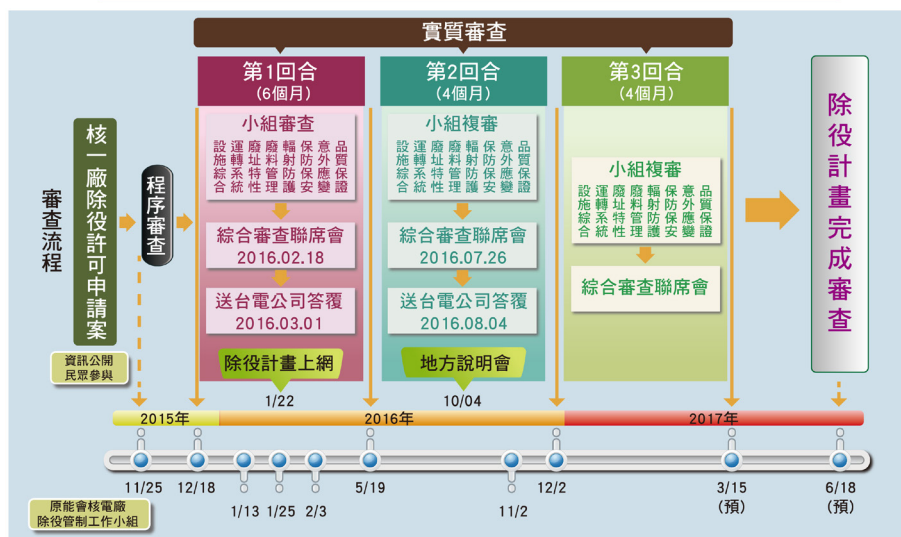 實質審查
第1回合
(6個月)
第2回合
(4個月)
第3回合
(4個月)
審查流程
核一廠除役許可申請案
程序審查
小組審查
設運廢廢輻保意品
施轉址料射防外質
綜系特管防保應保
合統性理護安變證
綜合審查聯席會
2016.02.18
送台電公司答覆
2016.03.01
除役計畫上網
小組複審
設運廢廢輻保意品
施轉址料射防外質
綜系特管防保應保
合統性理護安變證
綜合審查聯席會
2016.07.26
送台電公司答覆
2016.08.04
地方說明會
小組複審
設運廢廢輻保意品
施轉址料射防外質
綜系特管防保應保
合統性理護安變證
綜合審查聯席會
除役計畫完成審查
資訊公開
民眾參與
1/22
10/04
2015年
2016年
2017年
11/25
12/18
1/13
1/25
2/3
5/19
11/2
12/2
3/15
(預)
6/18
(預)
原能會核電廠
除役管制工作小組